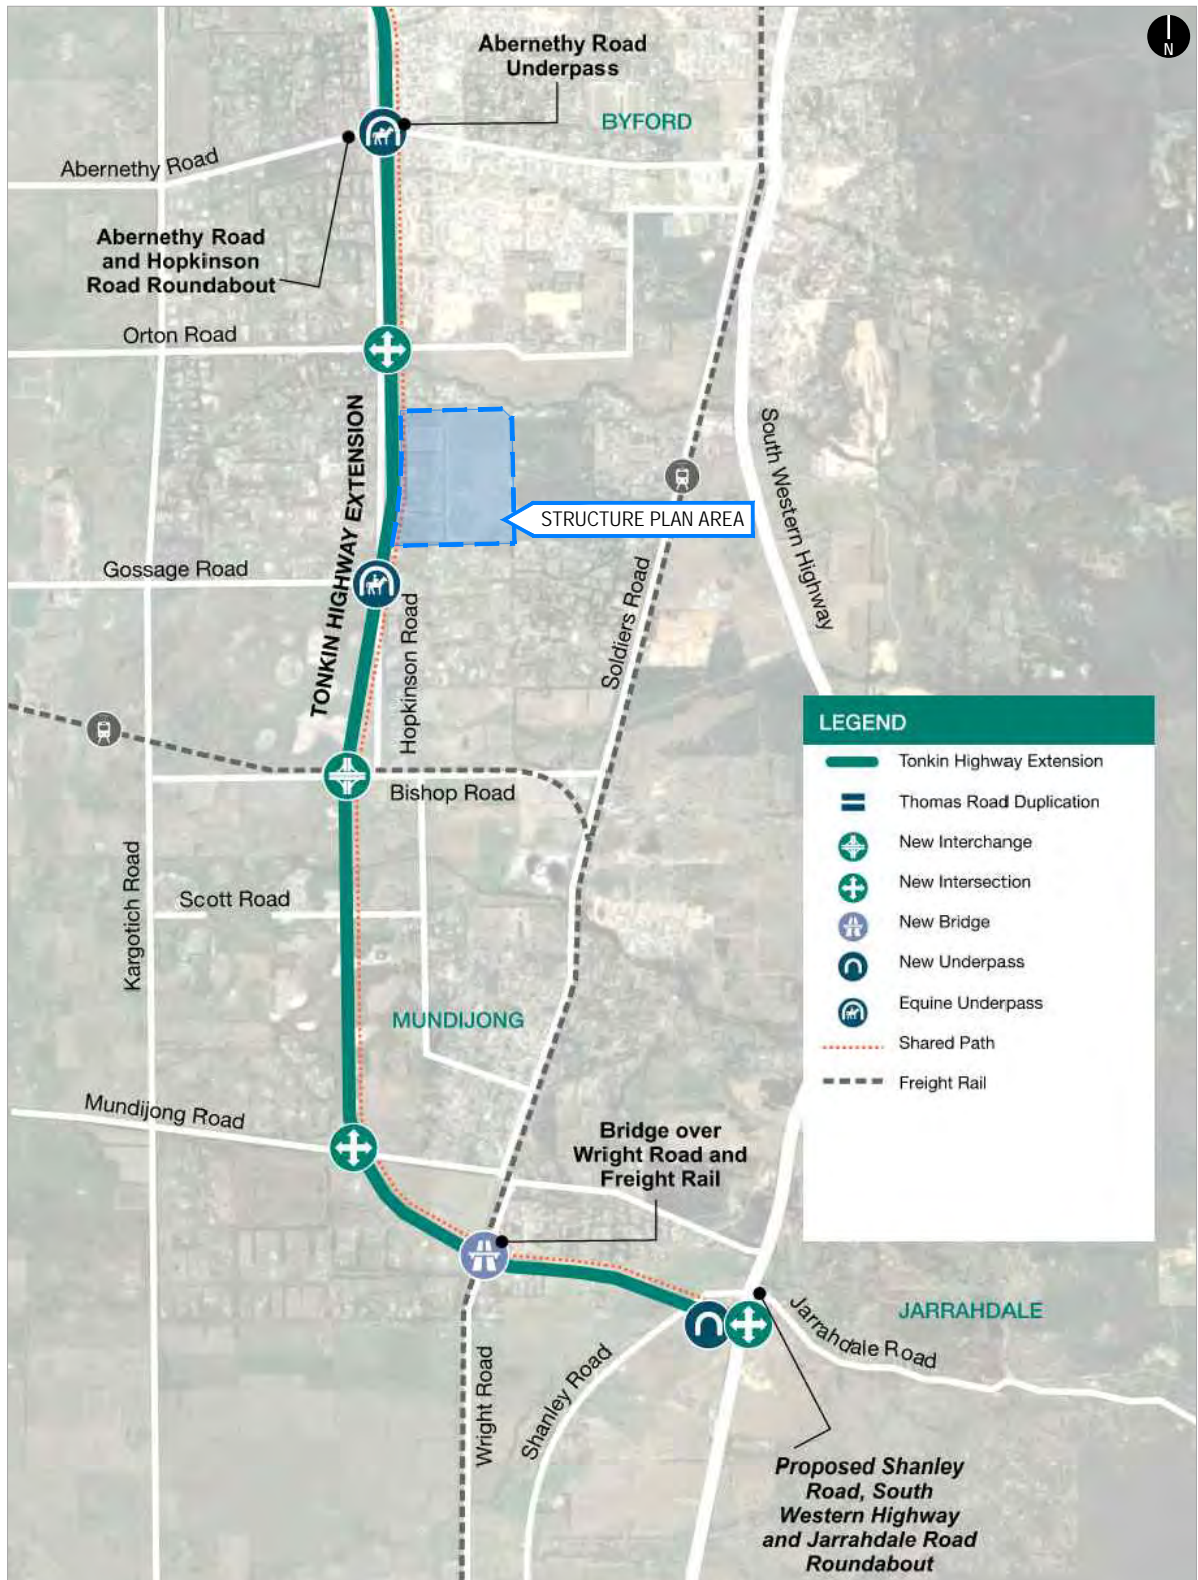 N
Abernethy Road
Underpass
BYFORD
Abernethy Road
Abernethy Road
and Hopkinson
Road Roundabout
Orton Road
TONKIN HIGHWAY EXTENSION
South Western Highway
STRUCTURE PLAN AREA
Gossage Road
Hopkinson Road
Soldiers Road
Bishop Road
Kargotich Road
Scott Road
MUNDIJONG
Mundijong Road
Bridge over
Wright Road and
Freight Rail
LEGEND
Tonkin Highway Extension
Thomas Road Duplication
New Interchange
New Intersection
New Bridge
New Underpass
Equine Underpass
Shared Path
Freight Rail
JARRAHDALE
Jarrahdale Road
Shanley Road
Wright Road
Proposed Shanley
Road, South
Western Highway
and Jarrahdale Road
Roundabout